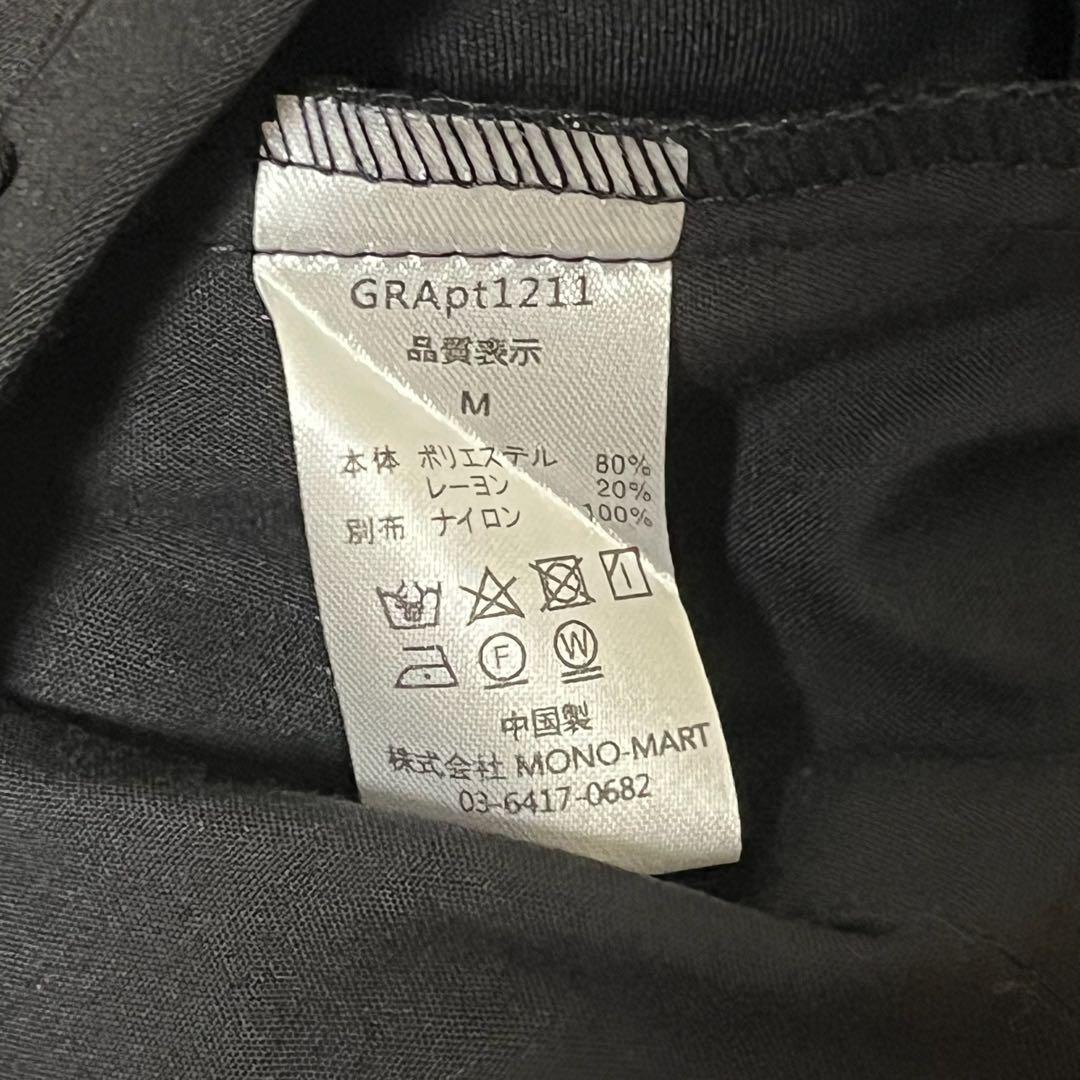 GRApt1211
品質表示
M
本体 ポリエステル 80%
レーヨン 20%
別布 ナイロン 100%
F W
中国製
株式会社 MONO-MART
03-6417-0682